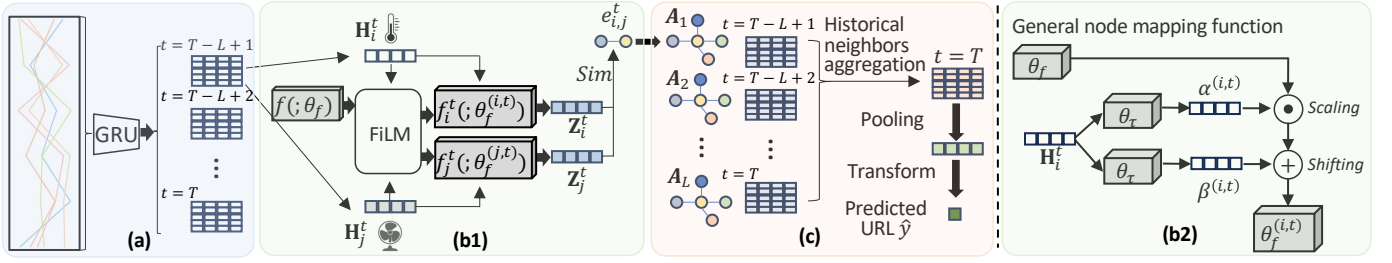 GRU
t = T − L + 1
t = T − L + 2
⋮
t = T
(a)
H_i^t
f(; θ_f)
FiLM
f_i^t(; θ_f^{(i,t)})
f_j^t(; θ_f^{(j,t)})
H_j^t
Z_i^t
Z_j^t
Sim
e_{i,j}^t
(b1)
A_1
t = T − L + 1
A_2
t = T − L + 2
⋮ ⋮
A_L
t = T
Historical
neighbors
aggregation
t = T
Pooling
Transform
Predicted
URL ŷ
(c)
General node mapping function
θ_f
H_i^t
θ_τ
α^{(i,t)}
Scaling
θ_τ
β^{(i,t)}
+
Shifting
θ_f^{(i,t)}
(b2)